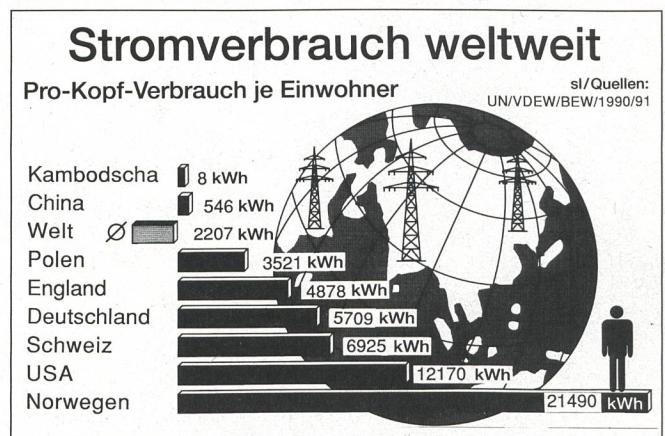 Stromverbrauch weltweit
Pro-Kopf-Verbrauch je Einwohner
sl/Quellen:
UN/VDEW/BEW/1990/91
Kambodscha 8 kWh
China 546 kWh
Welt Ø 2207 kWh
Polen 3521 kWh
England 4878 kWh
Deutschland 5709 kWh
Schweiz 6925 kWh
USA 12170 kWh
Norwegen 21490 kWh